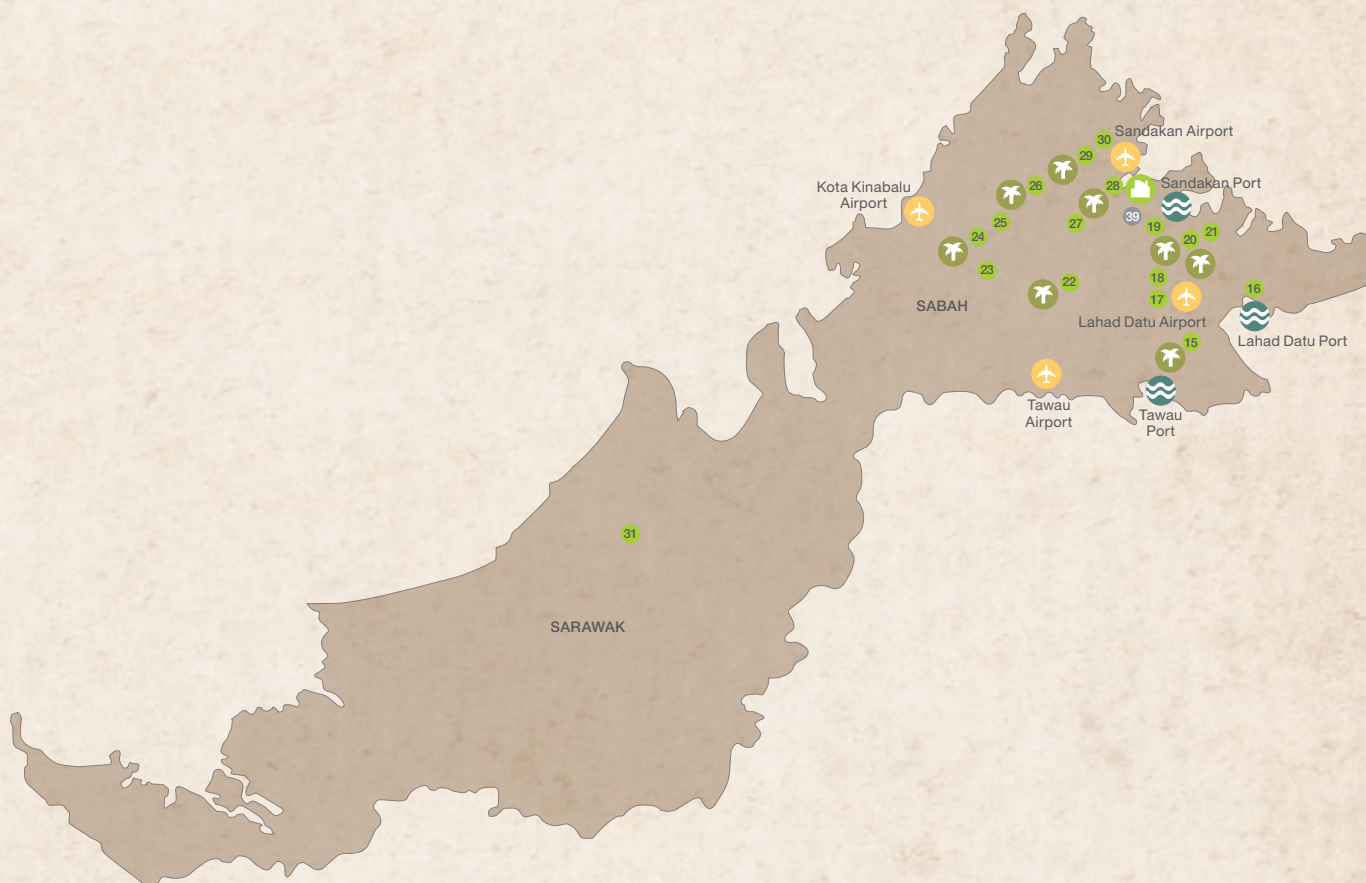 Sandakan Airport
30
29
28
Sandakan Port
26
Kota Kinabalu
Airport
39
25
27
19
21
20
24
23
18
22
16
17
SABAH
Lahad Datu Airport
Lahad Datu Port
15
Tawau
Airport
Tawau
Port
31
SARAWAK